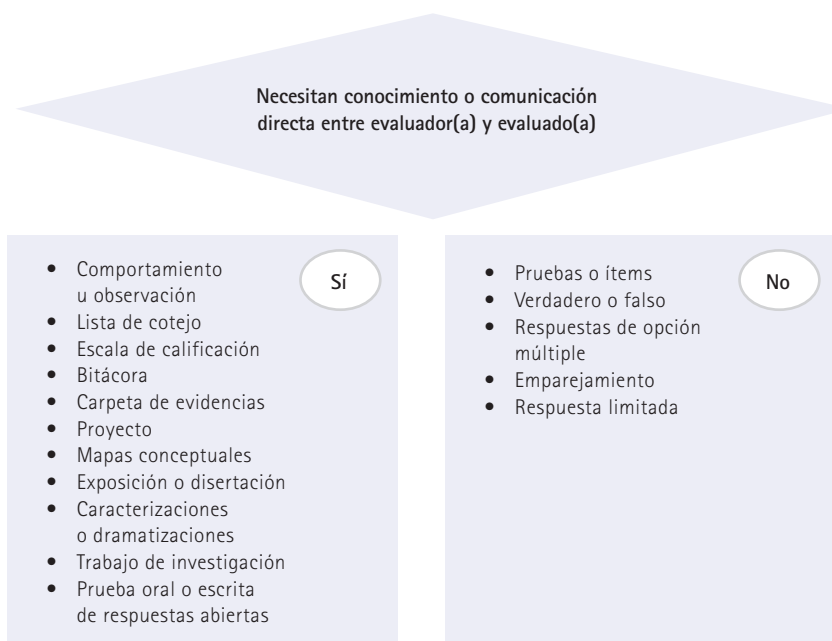 Necesitan conocimiento o comunicación
directa entre evaluador(a) y evaluado(a)
Sí
• Comportamiento
u observación
• Lista de cotejo
• Escala de calificación
• Bitácora
• Carpeta de evidencias
• Proyecto
• Mapas conceptuales
• Exposición o disertación
• Caracterizaciones
o dramatizaciones
• Trabajo de investigación
• Prueba oral o escrita
de respuestas abiertas
No
• Pruebas o ítems
• Verdadero o falso
• Respuestas de opción
múltiple
• Emparejamiento
• Respuesta limitada